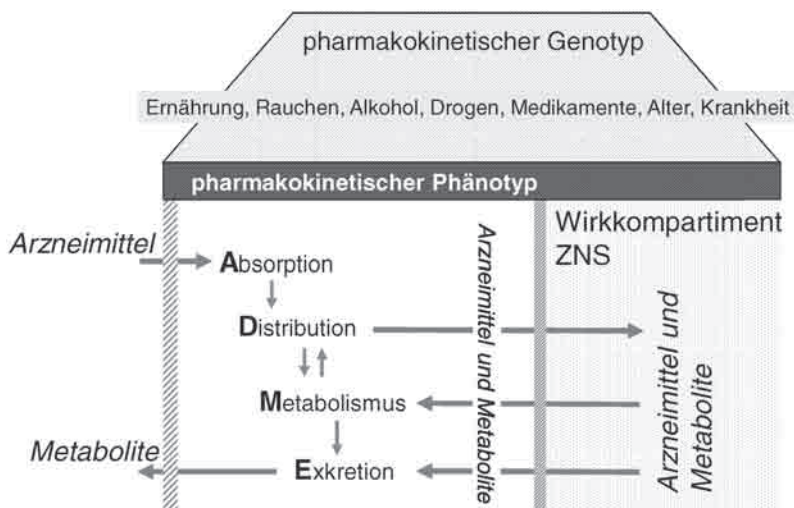 pharmakokinetischer Genotyp
Ernährung, Rauchen, Alkohol, Drogen, Medikamente, Alter, Krankheit
pharmakokinetischer Phänotyp
Arzneimittel
Absorption
Distribution
Metabolismus
Exkretion
Metabolite
Arzneimittel und Metabolite
Wirkkompartiment
ZNS
Arzneimittel und
Metabolite